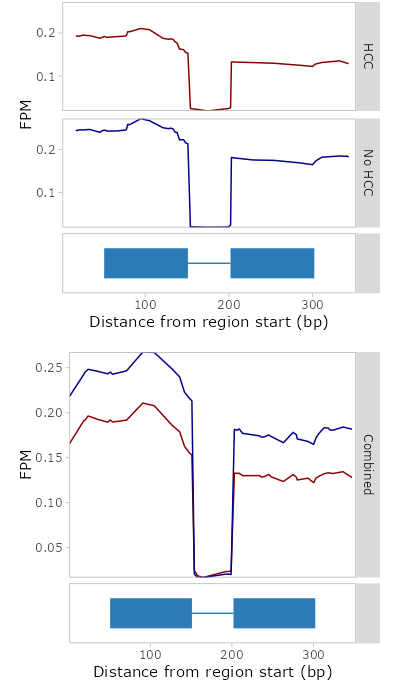 0.2
0.1
HCC
FPM
0.2
0.1
No HCC
100 200 300
Distance from region start (bp)
0.25
0.20
0.15
0.10
0.05
FPM
Combined
100 200 300
Distance from region start (bp)